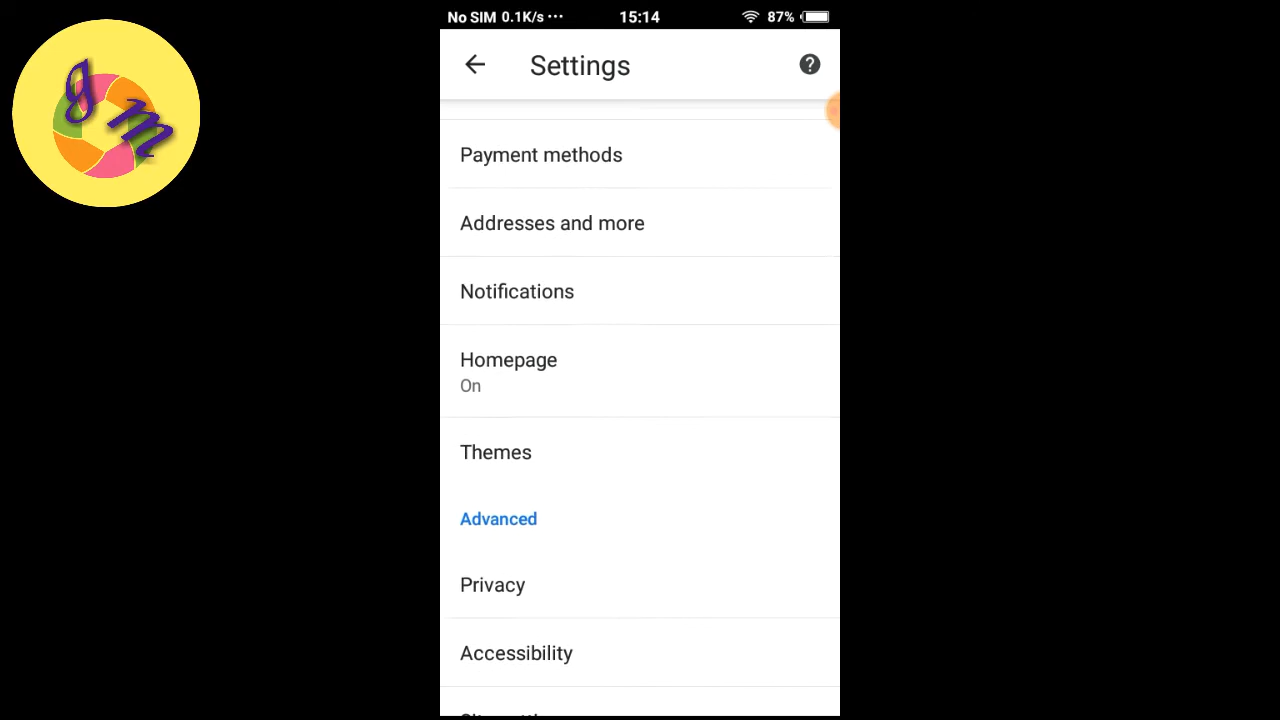 No SIM 0.1K/s ··· 15:14 87%
gm
Settings
Payment methods
Addresses and more
Notifications
Homepage
On
Themes
Advanced
Privacy
Accessibility